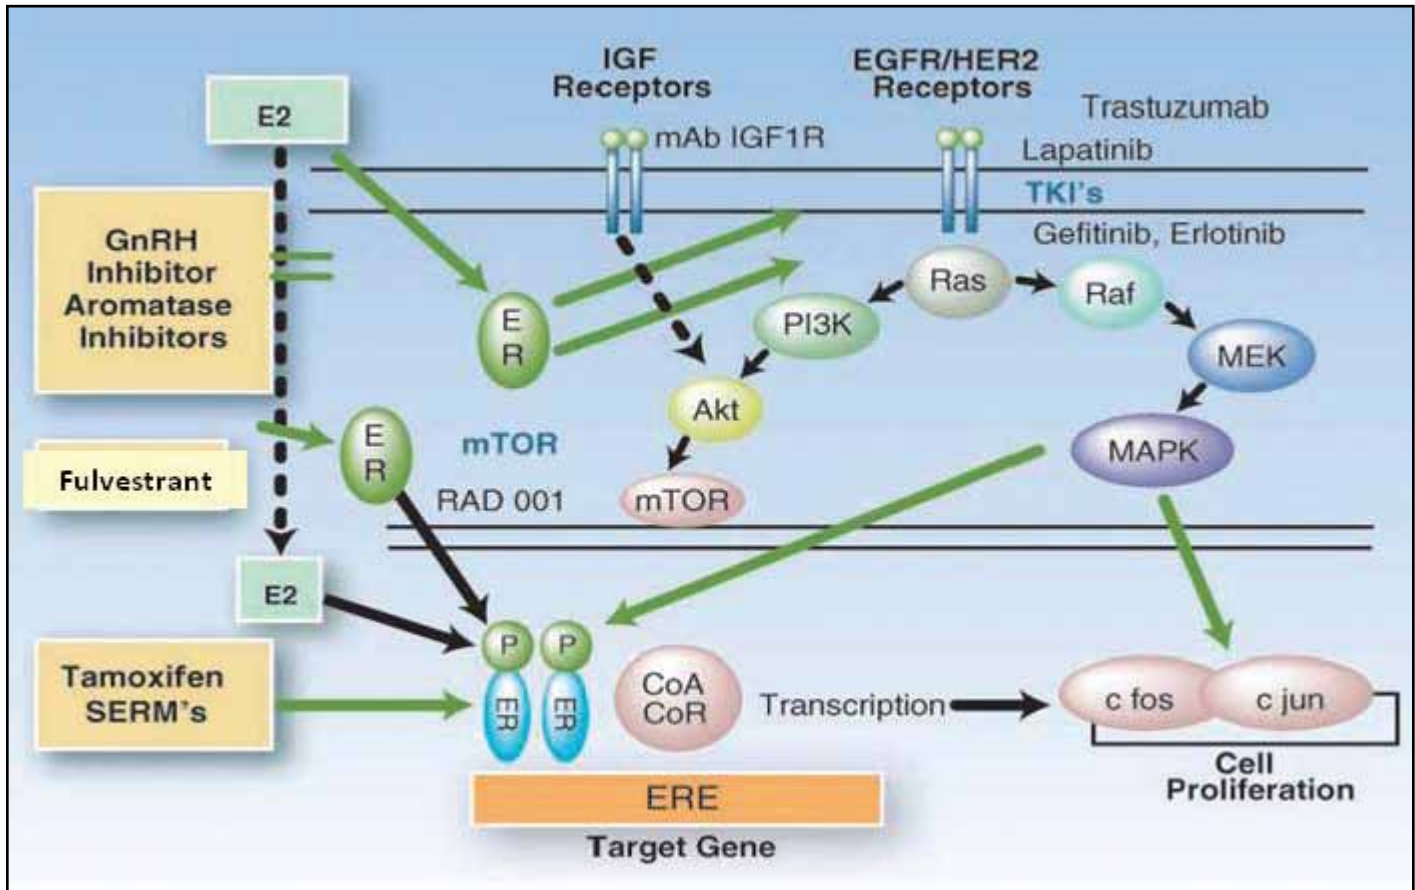 IGF
Receptors
EGFR/HER2
Receptors
Trastuzumab
E2
mAb IGF1R
Lapatinib
TKI's
Gefitinib, Erlotinib
GnRH
Inhibitor
Aromatase
Inhibitors
E
R
PI3K
Ras
Raf
MEK
Akt
MAPK
E
R
mTOR
Fulvestrant
RAD 001
mTOR
E2
P
P
Tamoxifen
SERM's
ER
ER
CoA
CoR
Transcription
c fos
c jun
Cell
Proliferation
ERE
Target Gene